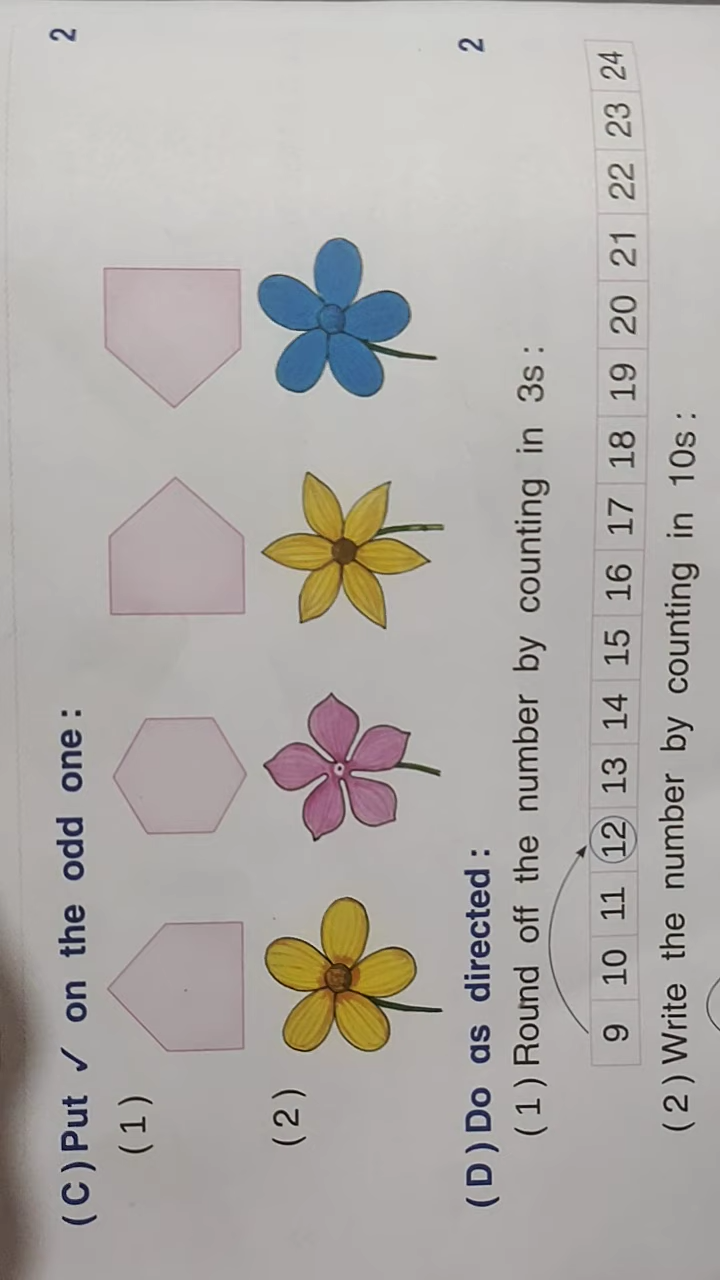 (C) Put ✓ on the odd one : 2
(1)
(2)
(D) Do as directed : 2
(1) Round off the number by counting in 3s :
9 10 11 12 13 14 15 16 17 18 19 20 21 22 23 24
(2) Write the number by counting in 10s :